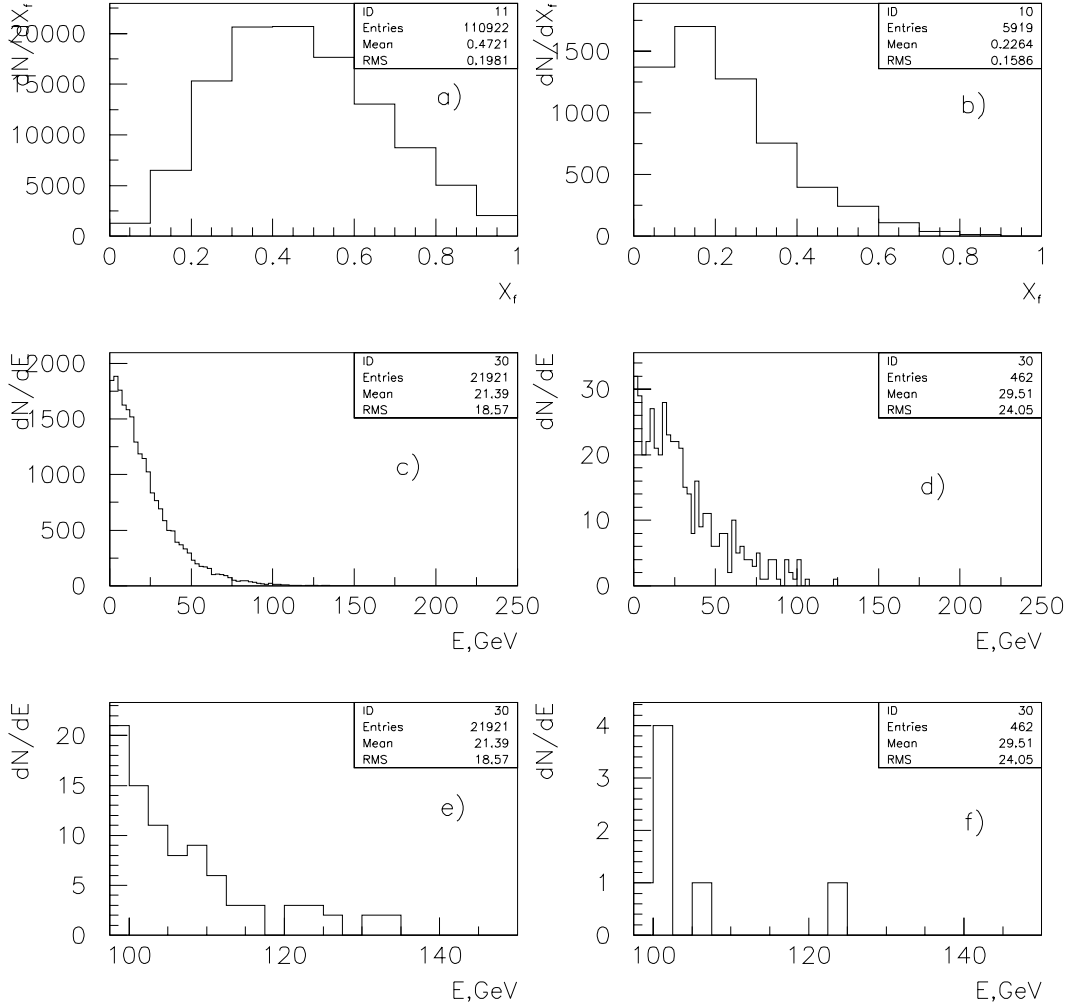 dN/dX_f
20000
15000
10000
5000
0
0 0.2 0.4 0.6 0.8 1
X_f
ID 11
Entries 110922
Mean 0.4721
RMS 0.1981
a)
dN/dX_f
1500
1000
500
0
0 0.2 0.4 0.6 0.8 1
X_f
ID 10
Entries 5919
Mean 0.2264
RMS 0.1586
b)
dN/dE
2000
1500
1000
500
0
0 50 100 150 200 250
E,GeV
ID 30
Entries 21921
Mean 21.39
RMS 18.57
c)
dN/dE
30
20
10
0
0 50 100 150 200 250
E,GeV
ID 30
Entries 462
Mean 29.51
RMS 24.05
d)
dN/dE
20
15
10
5
0
100 120 140
E,GeV
ID 30
Entries 21921
Mean 21.39
RMS 18.57
e)
dN/dE
4
3
2
1
0
100 120 140
E,GeV
ID 30
Entries 462
Mean 29.51
RMS 24.05
f)